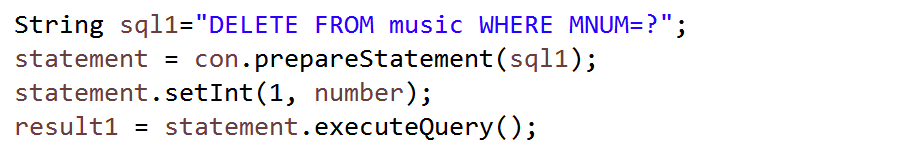 String sql1="DELETE FROM music WHERE MNUM=?";
statement = con.prepareStatement(sql1);
statement.setInt(1, number);
result1 = statement.executeQuery();